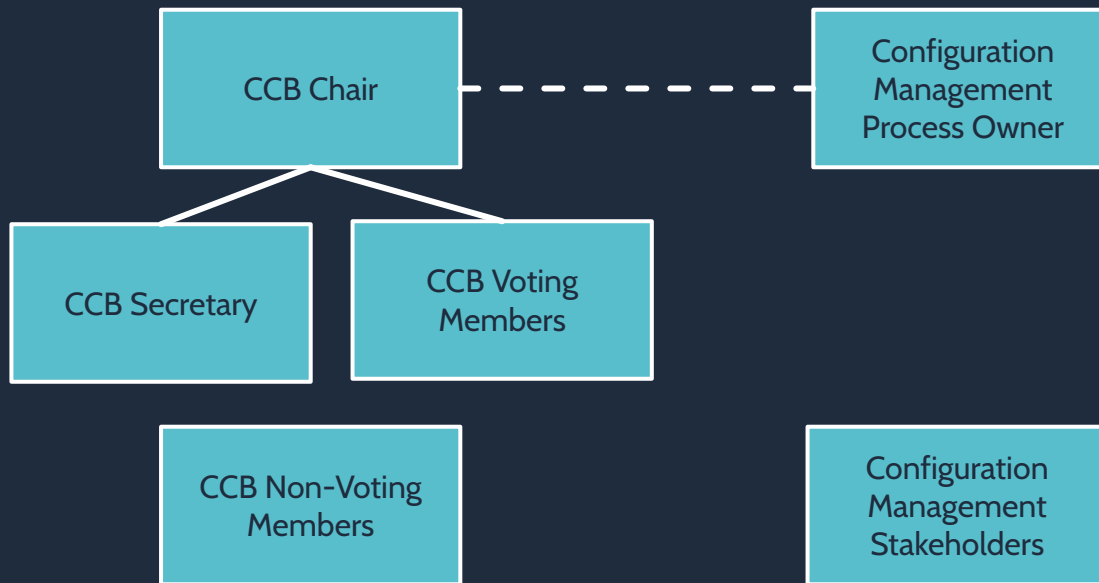 CCB Chair
Configuration
Management
Process Owner
CCB Secretary
CCB Voting
Members
CCB Non-Voting
Members
Configuration
Management
Stakeholders